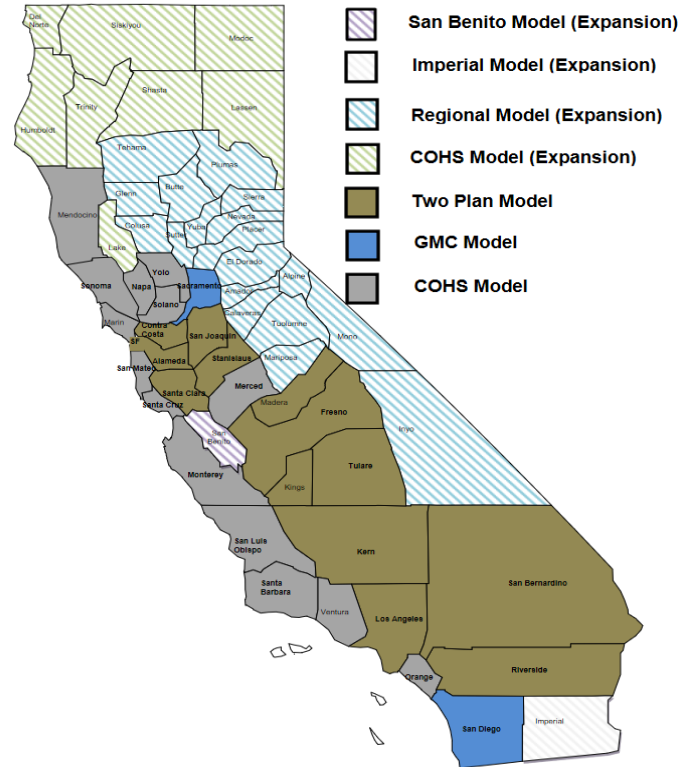 San Benito Model (Expansion)
Imperial Model (Expansion)
Regional Model (Expansion)
COHS Model (Expansion)
Two Plan Model
GMC Model
COHS Model
Del
Norte
Siskiyou
Modoc
Humboldt
Trinity
Shasta
Lassen
Tehama
Plumas
Glenn
Butte
Sierra
Mendocino
Colusa
Sutter
Yuba
Nevada
Placer
Lake
El Dorado
Yolo
Sonoma
Napa
Sacramento
Alpine
Solano
Amador
Marin
Contra
Costa
San Joaquin
Calaveras
Tuolumne
Mono
SF
Alameda
Stanislaus
Mariposa
San Mateo
Santa Clara
Merced
Santa Cruz
Madera
Fresno
San
Benito
Inyo
Monterey
Kings
Tulare
San Luis
Obispo
Kern
Santa
Barbara
San Bernardino
Ventura
Los Angeles
Orange
Riverside
San Diego
Imperial